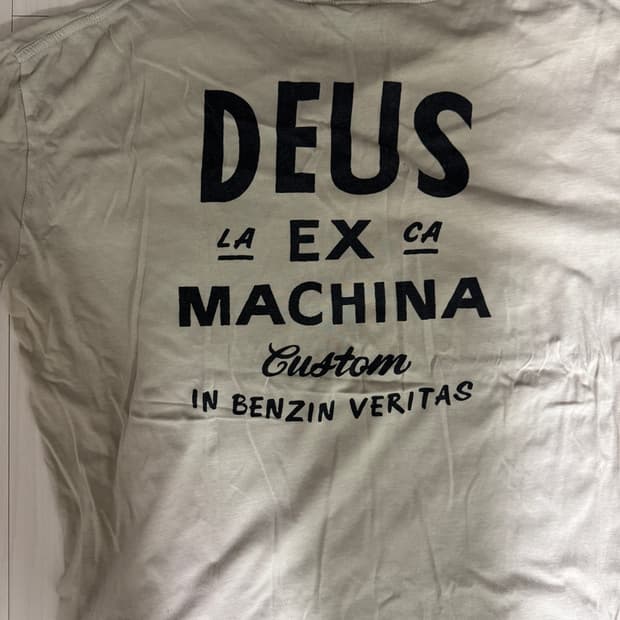 DEUS
LA EX CA
MACHINA
Custom
IN BENZIN VERITAS